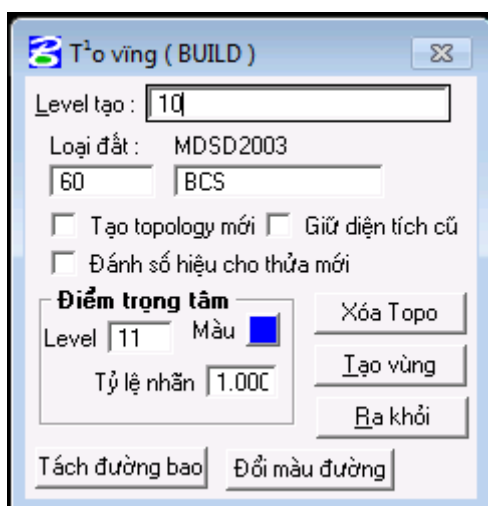 T¹o vïng ( BUILD )
Level tạo : 10
Loại đất : MDSD2003
60 BCS
Tạo topology mới Giữ diện tích cũ
Đánh số hiệu cho thửa mới
Điểm trọng tâm
Level 11 Màu
Tỷ lệ nhãn 1.000
Xóa Topo
Tạo vùng
Ra khỏi
Tách đường bao Đổi màu đường